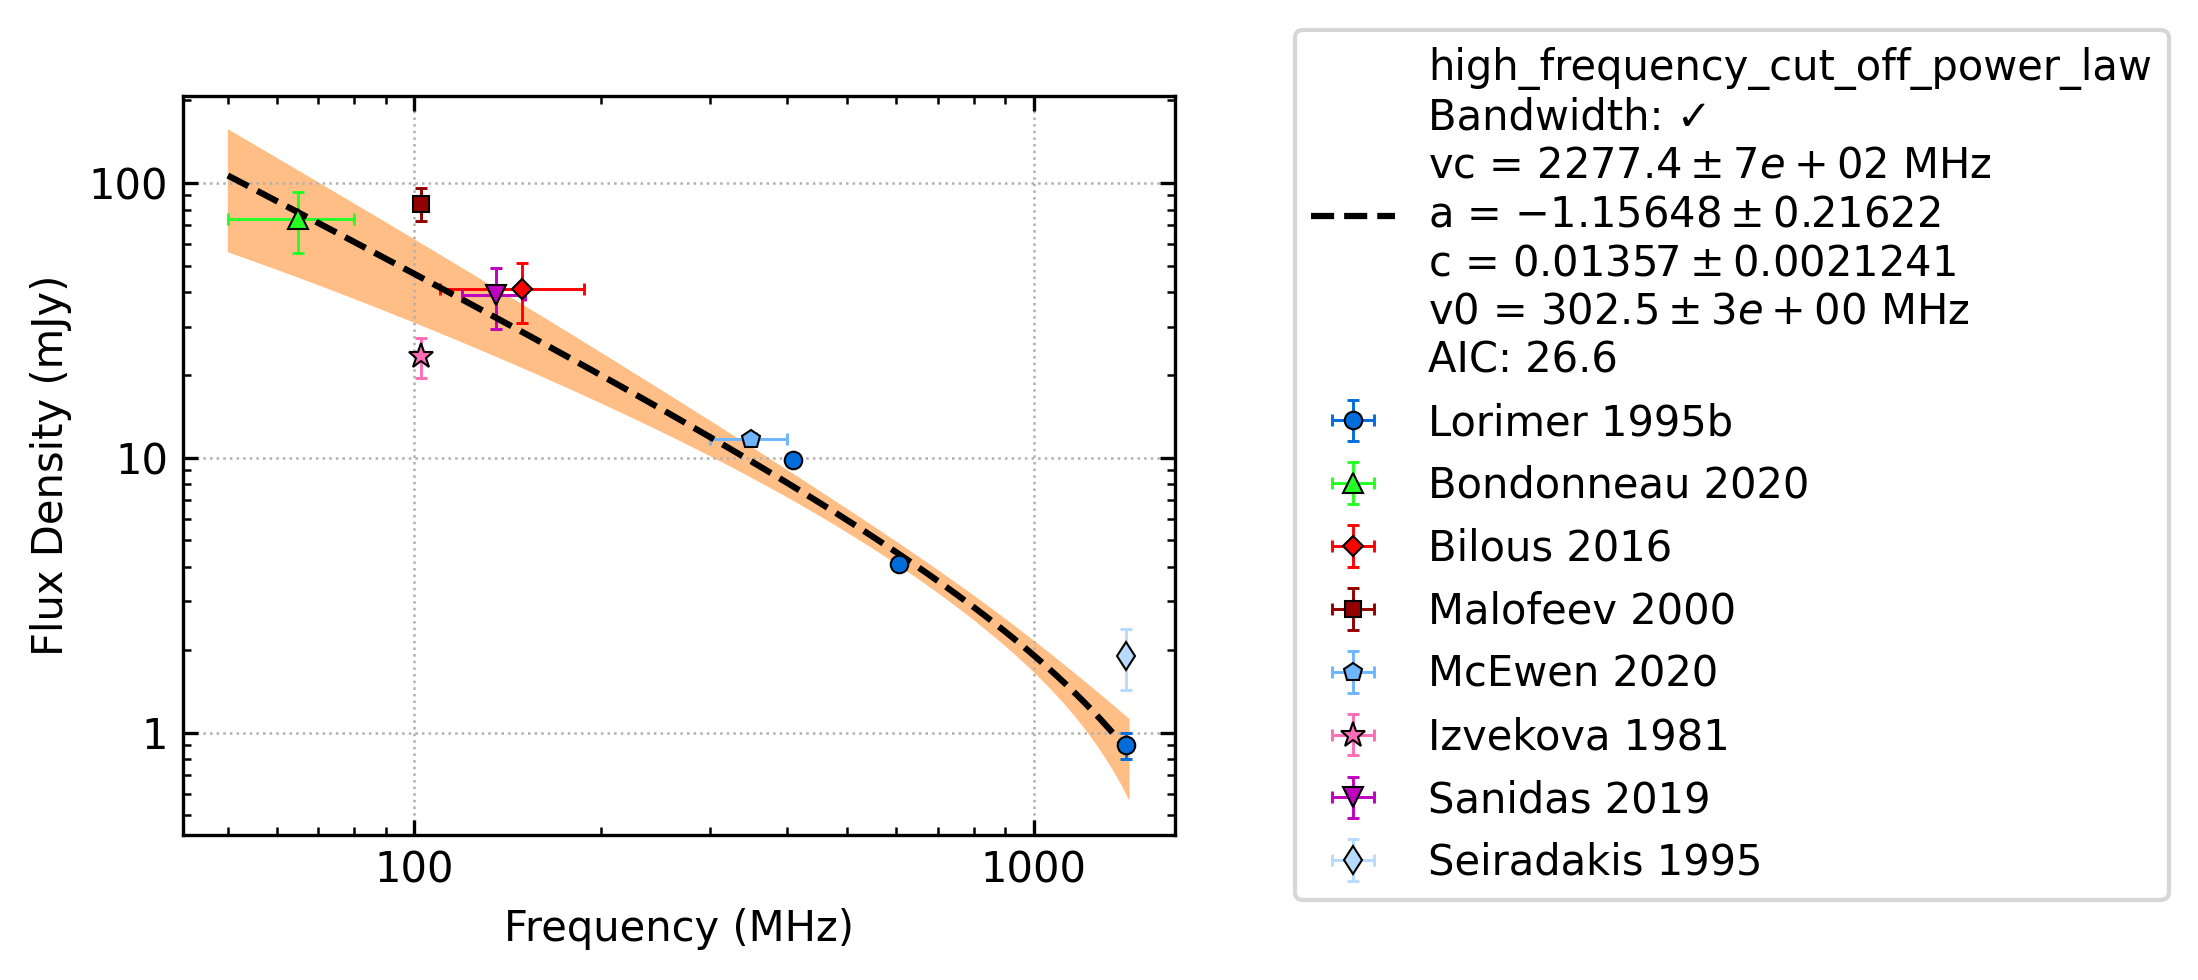 100
10
1
Flux Density (mJy)
100
1000
Frequency (MHz)
high_frequency_cut_off_power_law
Bandwidth: ✓
vc = 2277.4 ± 7e + 02 MHz
a = −1.15648 ± 0.21622
c = 0.01357 ± 0.0021241
v0 = 302.5 ± 3e + 00 MHz
AIC: 26.6
Lorimer 1995b
Bondonneau 2020
Bilous 2016
Malofeev 2000
McEwen 2020
Izvekova 1981
Sanidas 2019
Seiradakis 1995